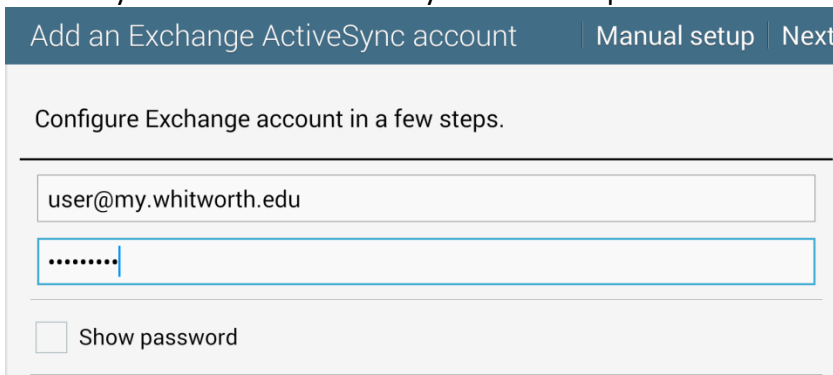 Add an Exchange ActiveSync account Manual setup Next
Configure Exchange account in a few steps.
user@my.whitworth.edu
•••••••••
Show password